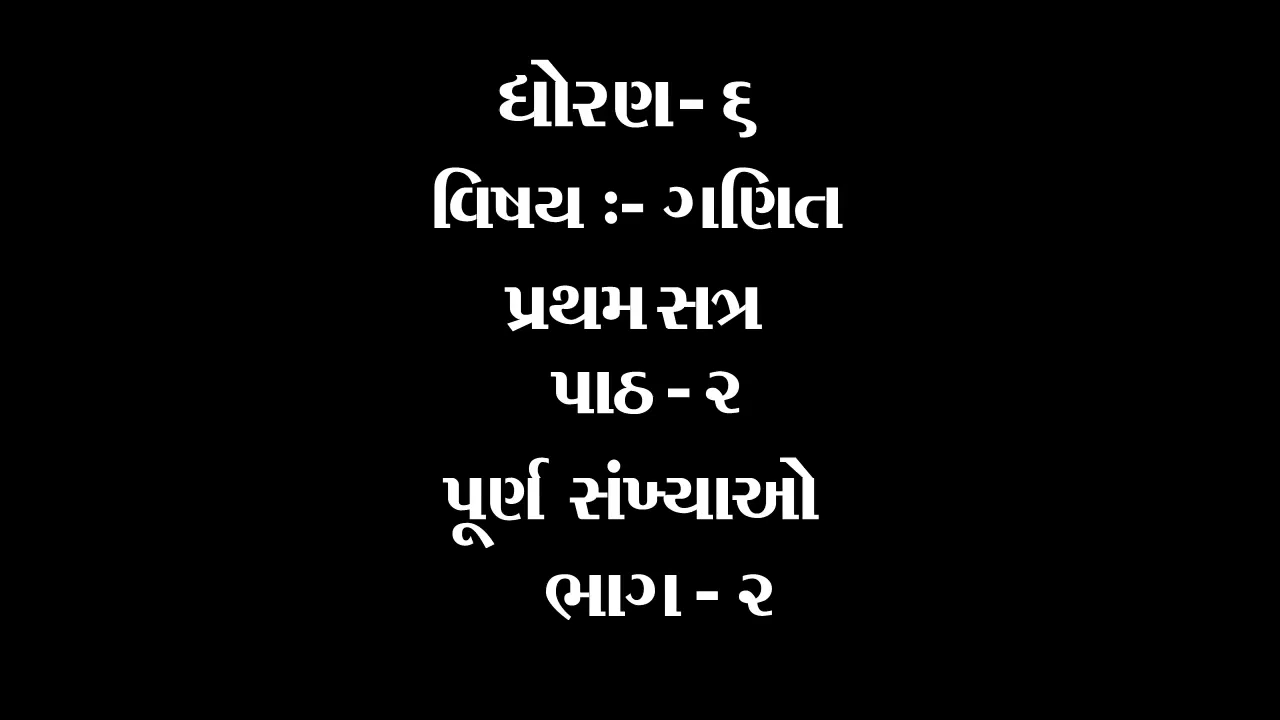 ધોરણ- ૬
વિષય :- ગણિત
પ્રથમ સત્ર
પાઠ - ૨
પૂર્ણ સંખ્યાઓ
ભાગ - ૨